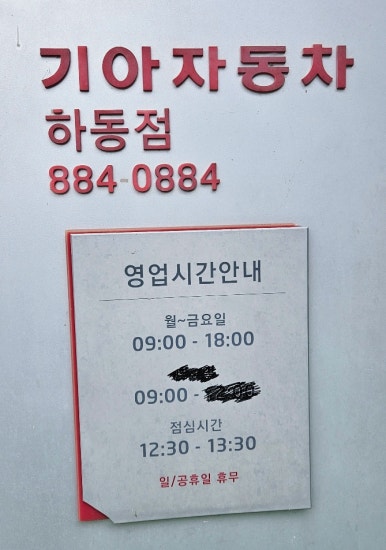 기아자동차
하동점
884-0884
영업시간안내
월~금요일
09:00 - 18:00
09:00 -
점심시간
12:30 - 13:30
일/공휴일 휴무